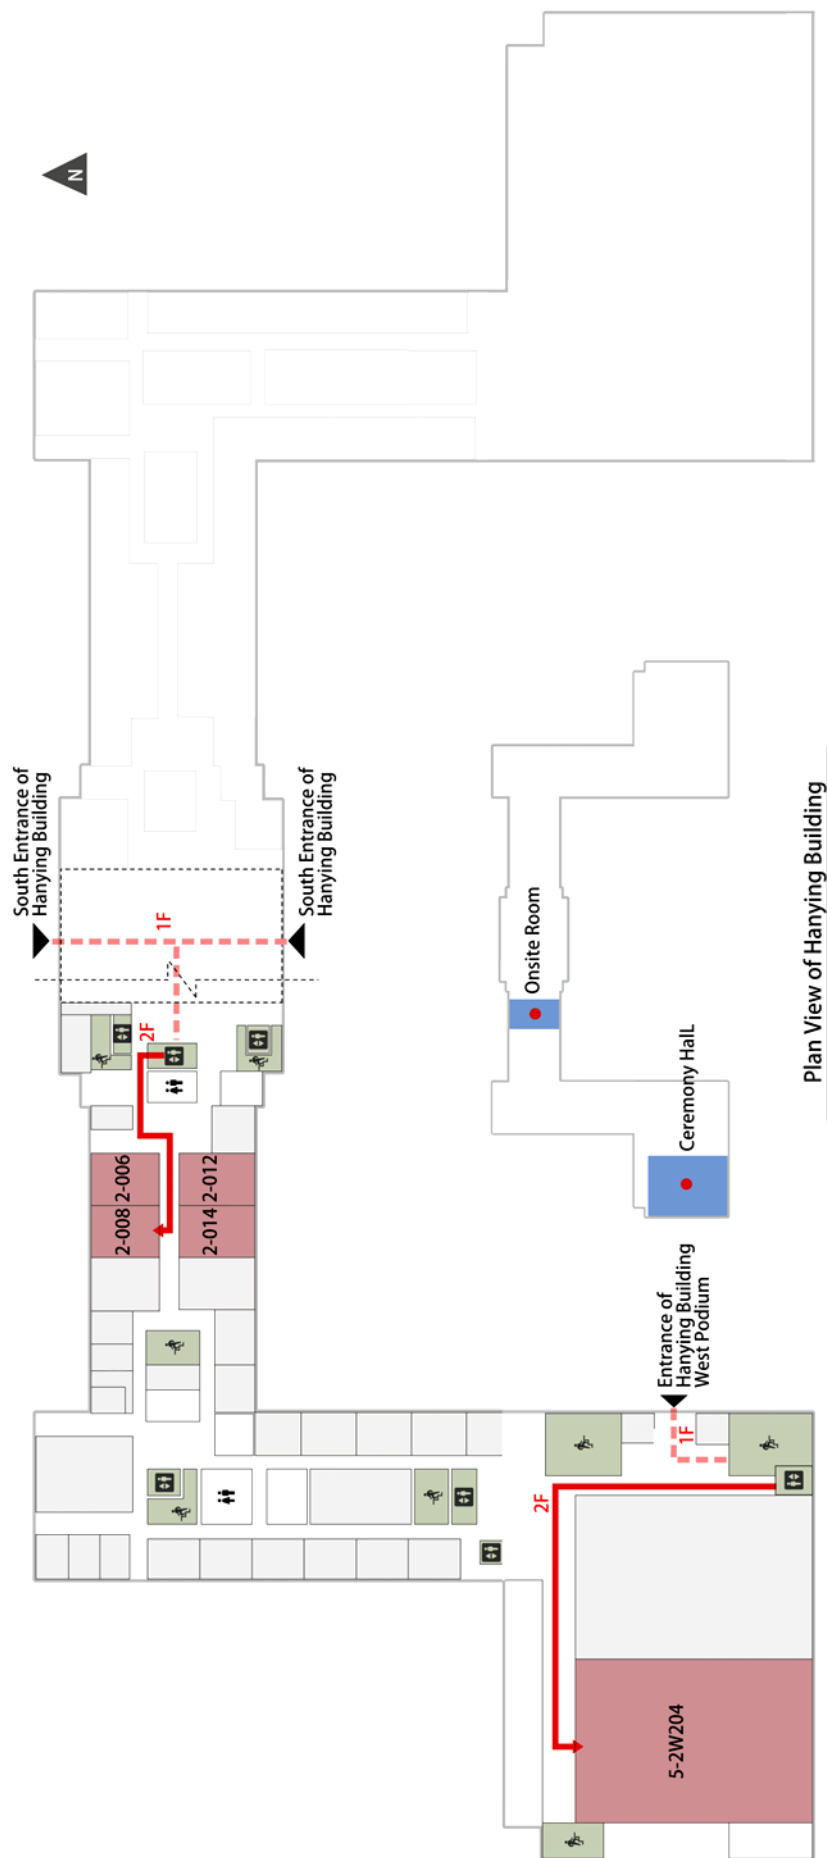 N
South Entrance of
Hanying Building
1F
South Entrance of
Hanying Building
2F
2-006
2-008
2-012
2-014
Onsite Room
Ceremony HalL
Entrance of
Hanying Building
West Podium
1F
2F
5-2W204
Plan View of Hanying Building